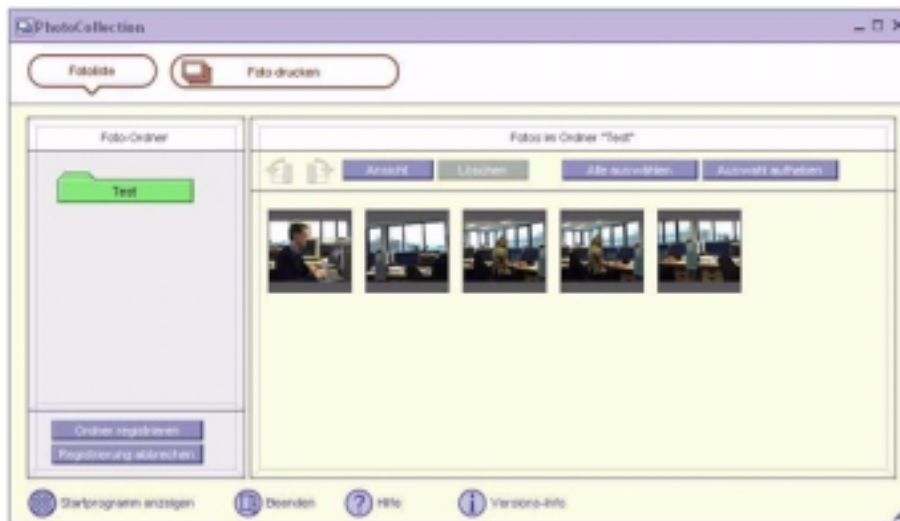 PhotoCollection
Fotoliste
Foto drucken
Foto-Ordner
Fotos im Ordner "Test"
Ansicht
Löschen
Alle auswählen
Auswahl aufheben
Test
Ordner registrieren
Registrierung abbrechen
Startprogramm anzeigen
Beenden
Hilfe
Versions-Info